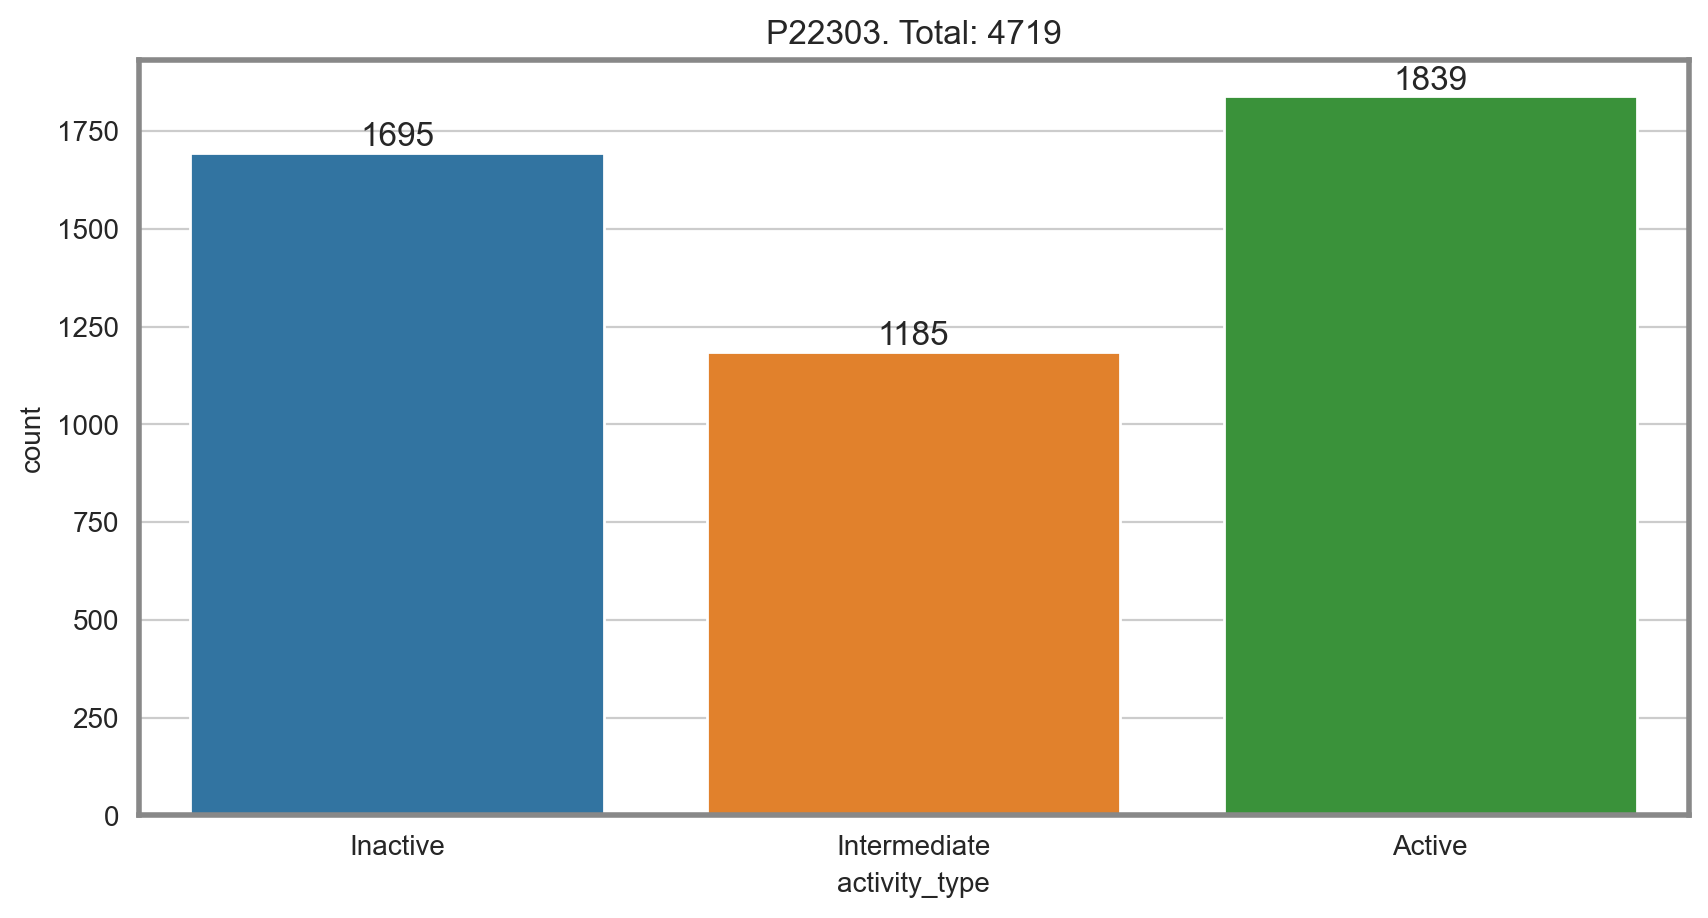 P22303. Total: 4719
1839
1750
1695
1500
1250
1185
1000
count
750
500
250
0
Inactive
Intermediate
Active
activity_type